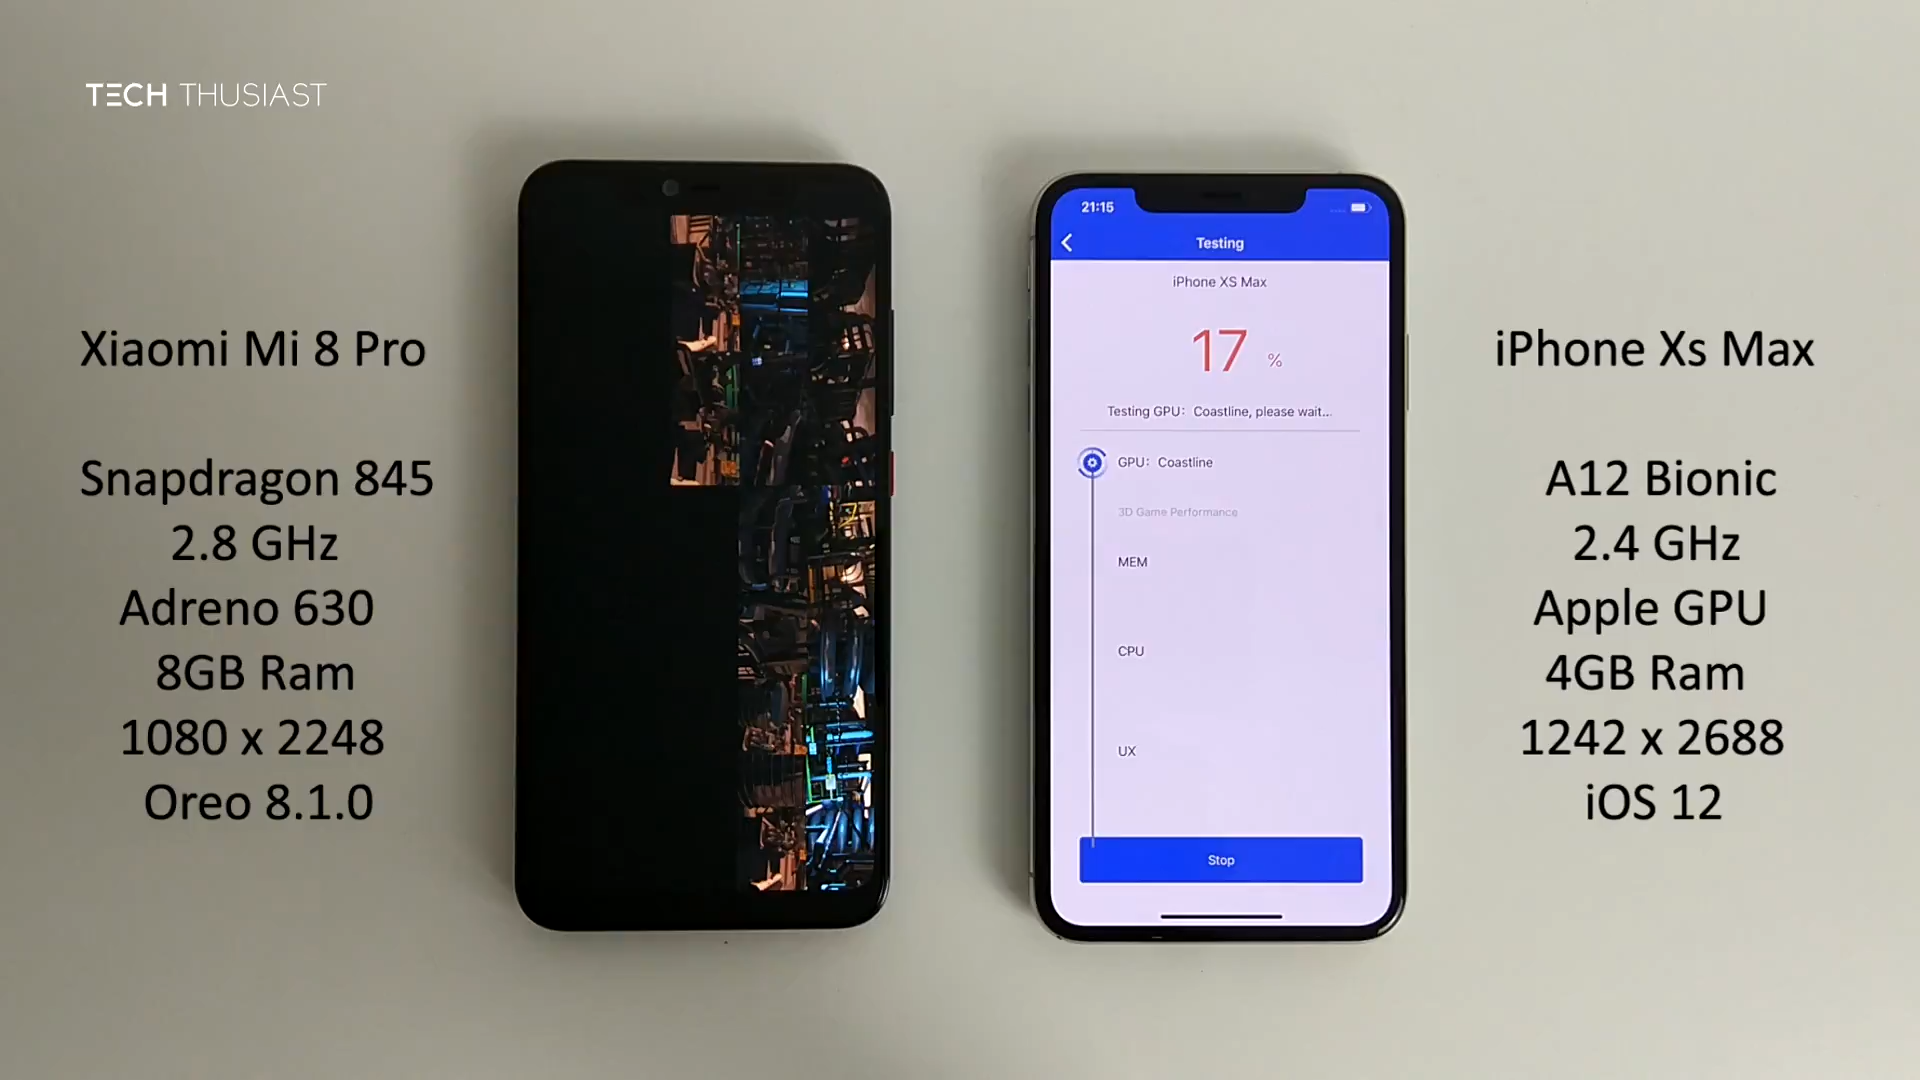 TECH THUSIAST
Xiaomi Mi 8 Pro
Snapdragon 845
2.8 GHz
Adreno 630
8GB Ram
1080 x 2248
Oreo 8.1.0
21:15
Testing
iPhone XS Max
17 %
Testing GPU: Coastline, please wait...
GPU: Coastline
3D Game Performance
MEM
CPU
UX
Stop
iPhone Xs Max
A12 Bionic
2.4 GHz
Apple GPU
4GB Ram
1242 x 2688
iOS 12